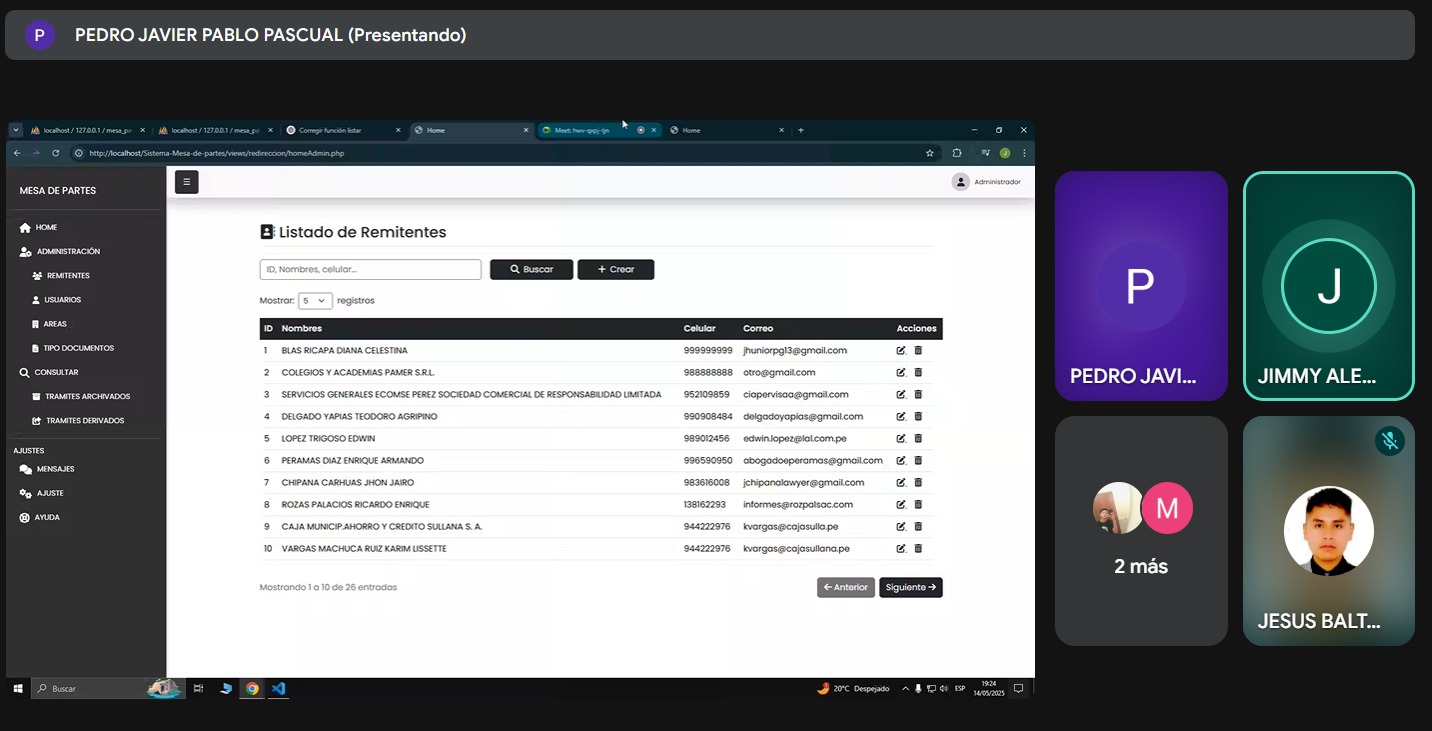 P PEDRO JAVIER PABLO PASCUAL (Presentando)
localhost / 127.0.0.1 / mesa_pa localhost / 127.0.0.1 / mesa_pa Corregir función listar Home Meet: hwv-qxpj-tjn Home
http://localhost/Sistema-Mesa-de-partes/views/redireccion/homeAdmin.php J
MESA DE PARTES
Administrador
HOME
ADMINISTRACIÓN
REMITENTES
USUARIOS
AREAS
TIPO DOCUMENTOS
CONSULTAR
TRAMITES ARCHIVADOS
TRAMITES DERIVADOS
AJUSTES
MENSAJES
AJUSTE
AYUDA
Listado de Remitentes
ID, Nombres, celular... Buscar + Crear
Mostrar: 5 registros
ID Nombres Celular Correo Acciones
1 BLAS RICAPA DIANA CELESTINA 999999999 jhuniorpg13@gmail.com
2 COLEGIOS Y ACADEMIAS PAMER S.R.L. 988888888 otro@gmail.com
3 SERVICIOS GENERALES ECOMSE PEREZ SOCIEDAD COMERCIAL DE RESPONSABILIDAD LIMITADA 952109859 ciapervisaa@gmail.com
4 DELGADO YAPIAS TEODORO AGRIPINO 990908484 delgadoyapias@gmail.com
5 LOPEZ TRIGOSO EDWIN 989012456 edwin.lopez@lal.com.pe
6 PERAMAS DIAZ ENRIQUE ARMANDO 996590950 abogadoeperamas@gmail.com
7 CHIPANA CARHUAS JHON JAIRO 983616008 jchipanalawyer@gmail.com
8 ROZAS PALACIOS RICARDO ENRIQUE 138162293 informes@rozpalsac.com
9 CAJA MUNICIP.AHORRO Y CREDITO SULLANA S. A. 944222976 kvargas@cajasulla.pe
10 VARGAS MACHUCA RUIZ KARIM LISSETTE 944222976 kvargas@cajasullana.pe
Mostrando 1 a 10 de 26 entradas
← Anterior Siguiente →
Buscar
20°C Despejado ESP 19:24
14/05/2025
P
PEDRO JAVI...
J
JIMMY ALE...
M
2 más
JESUS BALT...